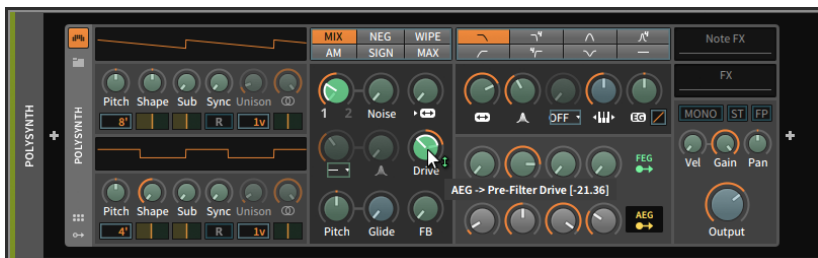 POLYSYNTH
POLYSYNTH
Pitch Shape Sub Sync Unison
8' R 1v
Pitch Shape Sub Sync Unison
4' R 1v
MIX NEG WIPE
AM SIGN MAX
1 2 Noise
Drive
Pitch Glide FB
OFF EG
FEG
AEG -> Pre-Filter Drive [-21.36]
AEG
Note FX
FX
MONO ST FP
Vel Gain Pan
Output